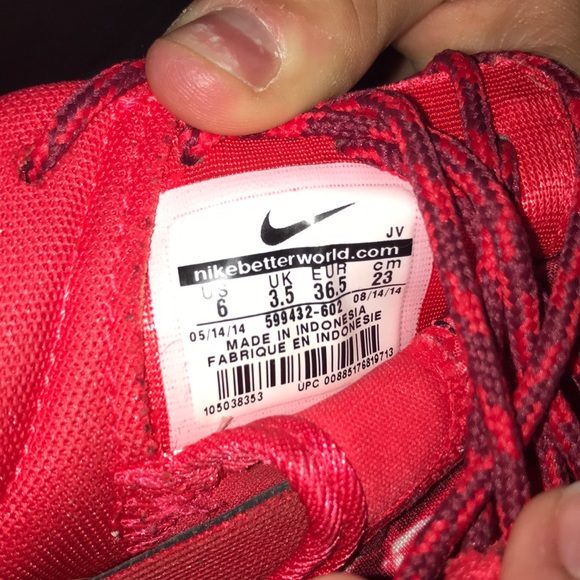 JV
nikebetterworld.com
US UK EUR cm
6 3.5 36.5 23
05/14/14 599432-602 08/14/14
MADE IN INDONESIA
FABRIQUE EN INDONESIE
105038353 UPC 00885176819713